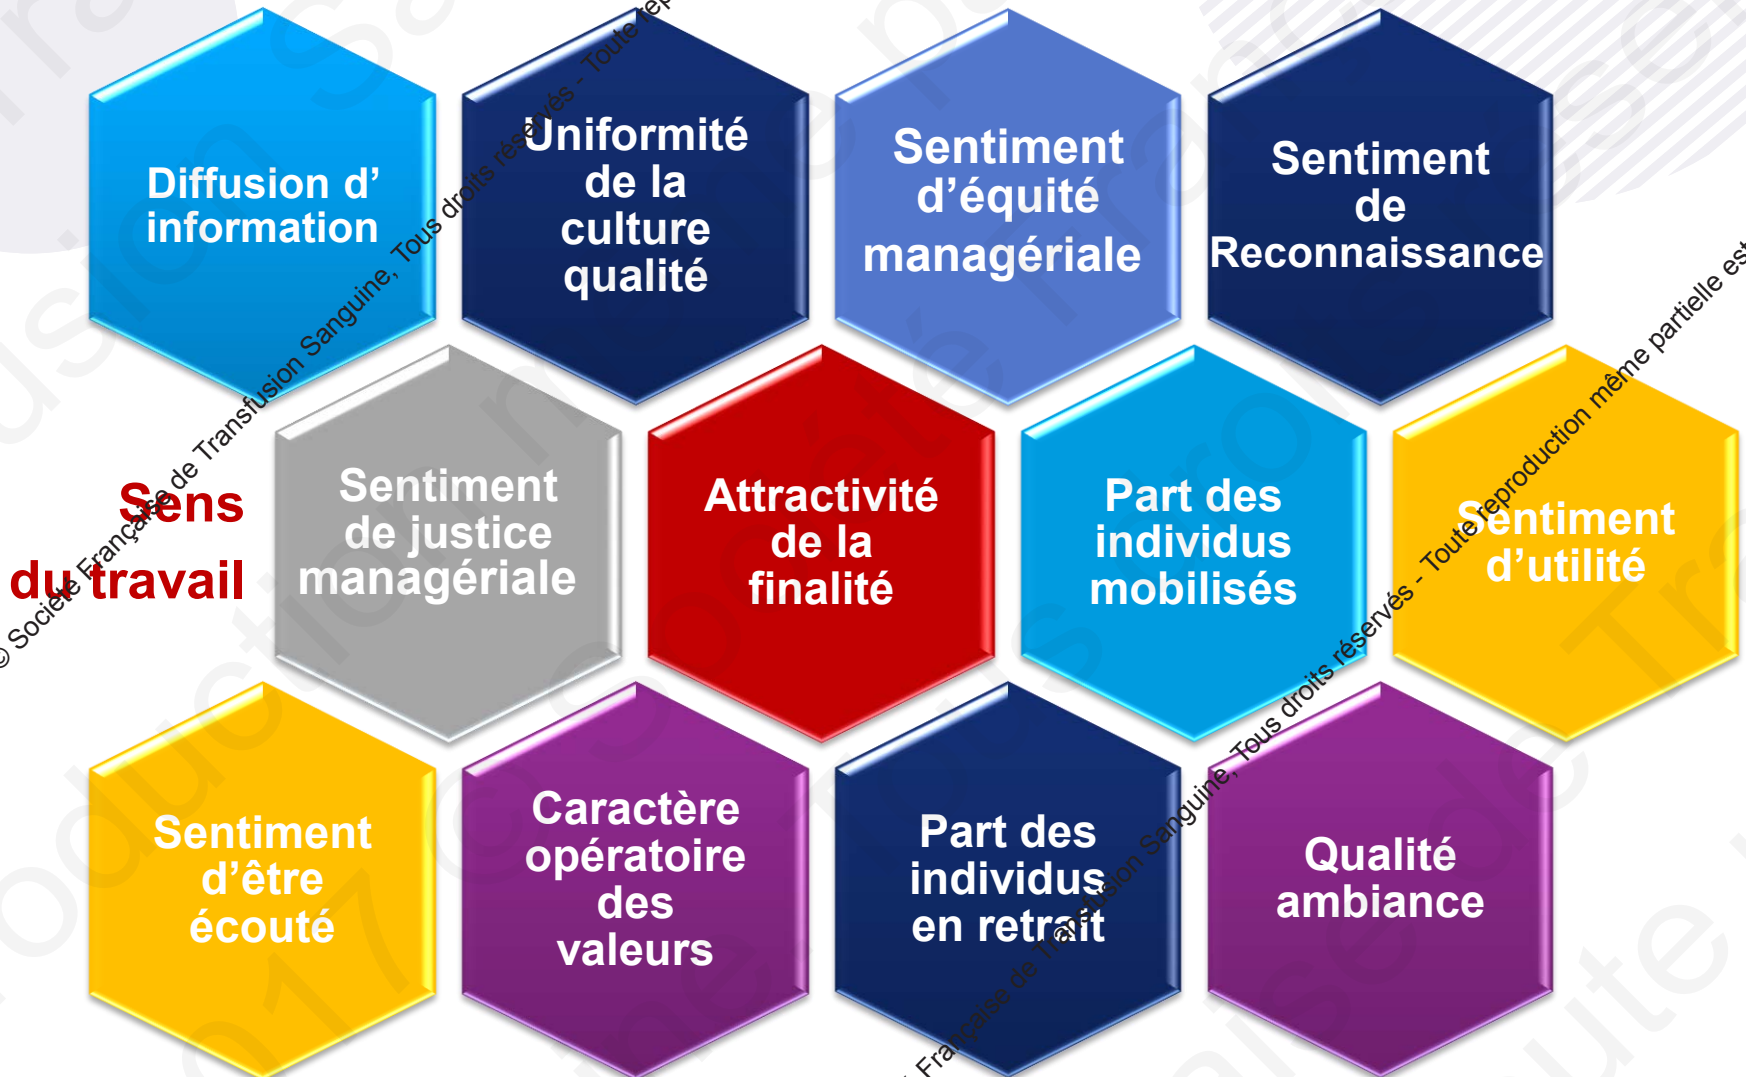 Diffusion d’
information
Uniformité
de la
culture
qualité
Sentiment
d’équité
managériale
Sentiment
de
Reconnaissance
Sens
du travail
Sentiment
de justice
managériale
Attractivité
de la
finalité
Part des
individus
mobilisés
Sentiment
d’utilité
Sentiment
d’être
écouté
Caractère
opératoire
des
valeurs
Part des
individus
en retrait
Qualité
ambiance
© Société Française de Transfusion Sanguine, Tous droits réservés - Toute
Française de Transfusion Sanguine, Tous droits réservés - Toute reproduction même partielle est